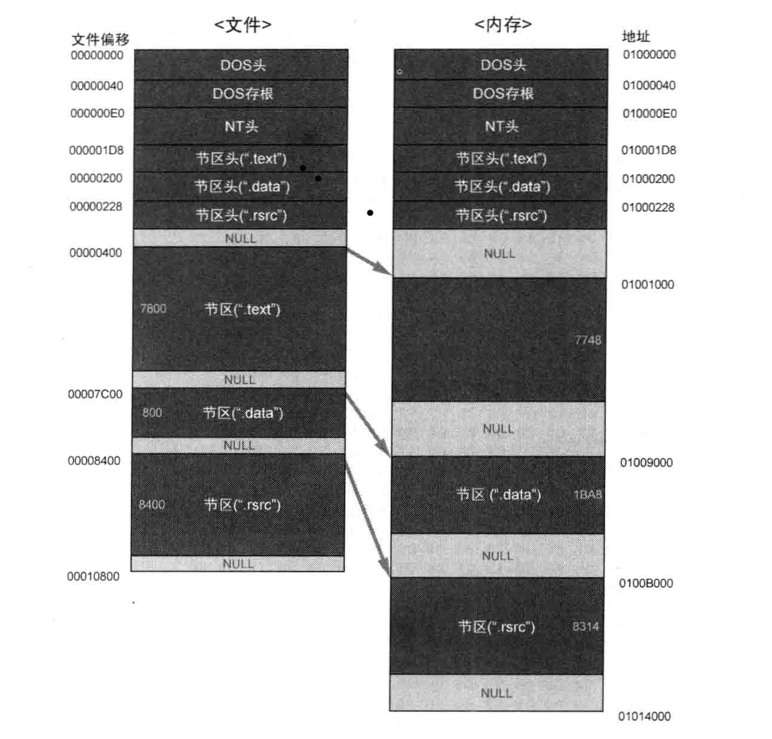 <文件>
文件偏移
00000000
DOS头
00000040
DOS存根
000000E0
NT头
000001D8
节区头(“.text”)
00000200
节区头(“.data”)
00000228
节区头(“.rsrc”)
NULL
00000400
7800
节区(“.text”)
NULL
00007C00
800
节区(“.data”)
NULL
00008400
8400
节区(“.rsrc”)
NULL
00010800
<内存>
地址
DOS头
01000000
DOS存根
01000040
NT头
010000E0
节区头(“.text”)
010001D8
节区头(“.data”)
01000200
节区头(“.rsrc”)
01000228
NULL
01001000
7748
NULL
01009000
节区 (“.data”)
1BA8
NULL
0100B000
节区(“.rsrc”)
8314
NULL
01014000